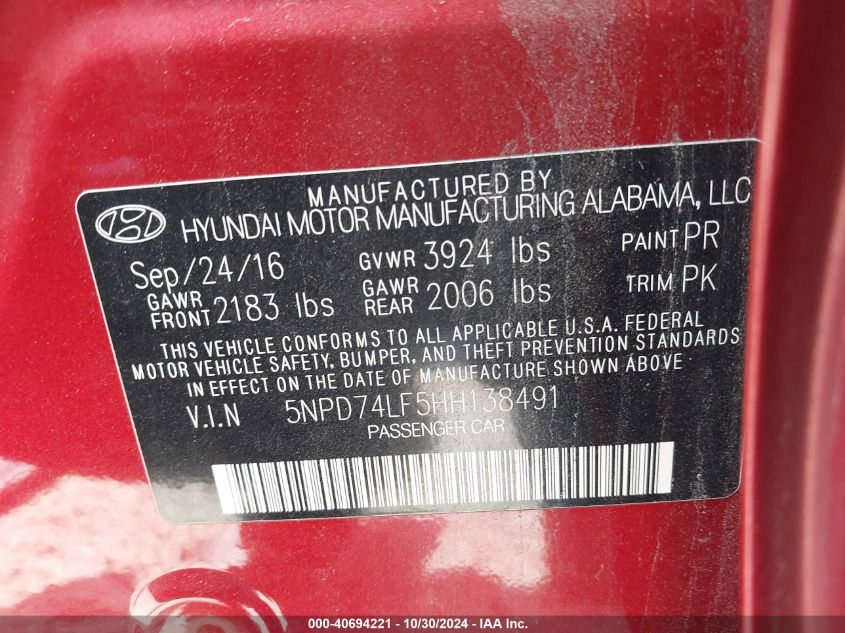 MANUFACTURED BY
HYUNDAI MOTOR MANUFACTURING ALABAMA, LLC
Sep/24/16 GVWR 3924 lbs PAINT PR
GAWR FRONT 2183 lbs GAWR REAR 2006 lbs TRIM PK
THIS VEHICLE CONFORMS TO ALL APPLICABLE U.S.A. FEDERAL
MOTOR VEHICLE SAFETY, BUMPER, AND THEFT PREVENTION STANDARDS
IN EFFECT ON THE DATE OF MANUFACTURE SHOWN ABOVE
V.I.N 5NPD74LF5HH138491
PASSENGER CAR
000-40694221 - 10/30/2024 - IAA Inc.